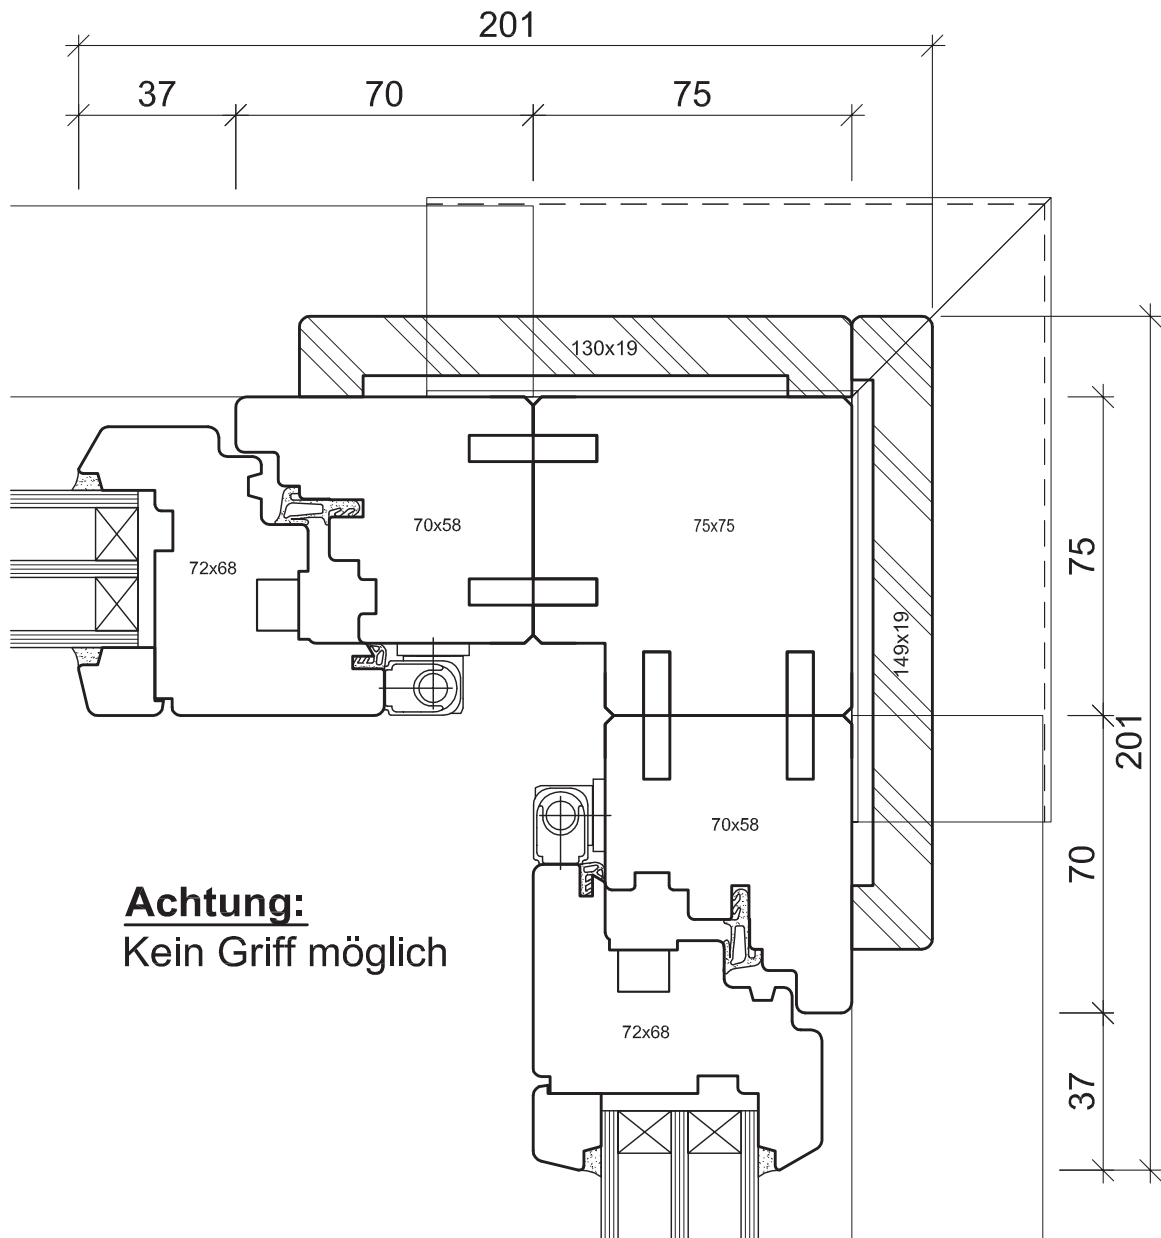 201
37 70 75
130x19
70x58 75x75
72x68
75
149x19
201
70x58
70
Achtung:
Kein Griff möglich
72x68
37